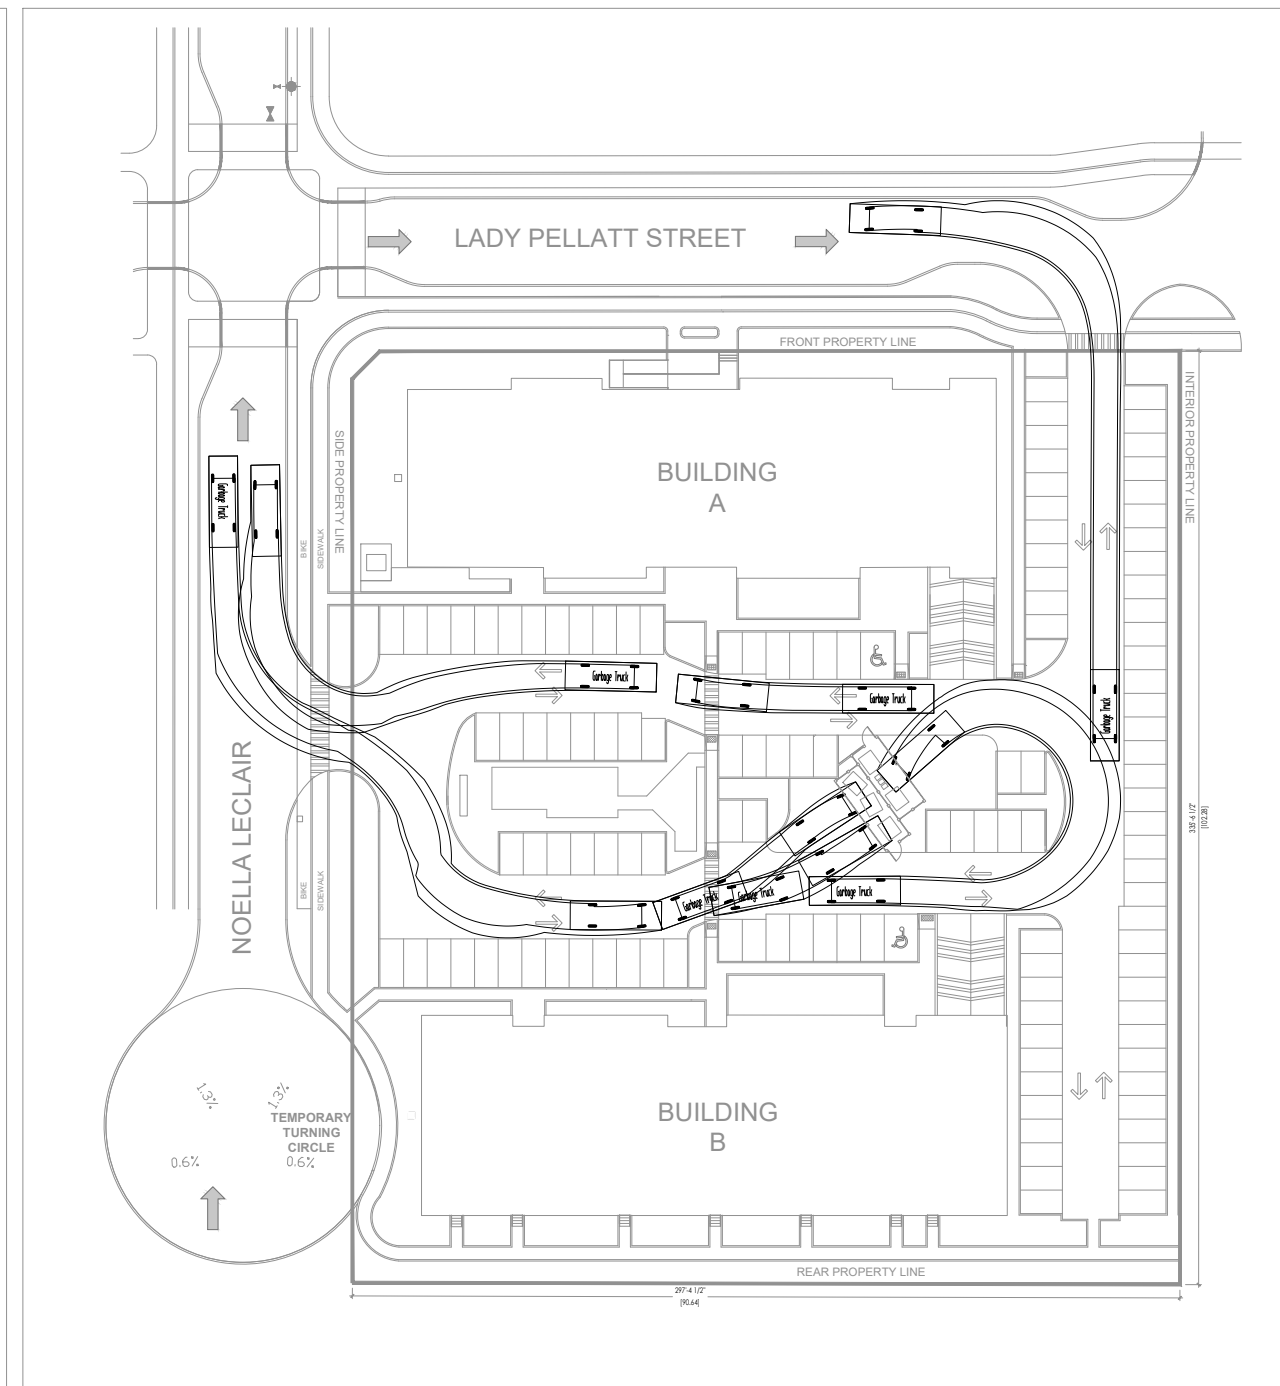 LADY PELLATT STREET
FRONT PROPERTY LINE
INTERIOR PROPERTY LINE
SIDE PROPERTY LINE
BUILDING
A
Garbage Truck
BIKE
SIDEWALK
Garbage Truck
Garbage Truck
Garbage Truck
NOELLA LECLAIR
335'-6 1/2"
[102.28]
BIKE
SIDEWALK
Garbage Truck
Garbage Truck
Garbage Truck
1.3%
1.3%
TEMPORARY
TURNING
CIRCLE
0.6%
0.6%
BUILDING
B
REAR PROPERTY LINE
297'-4 1/2"
[90.64]